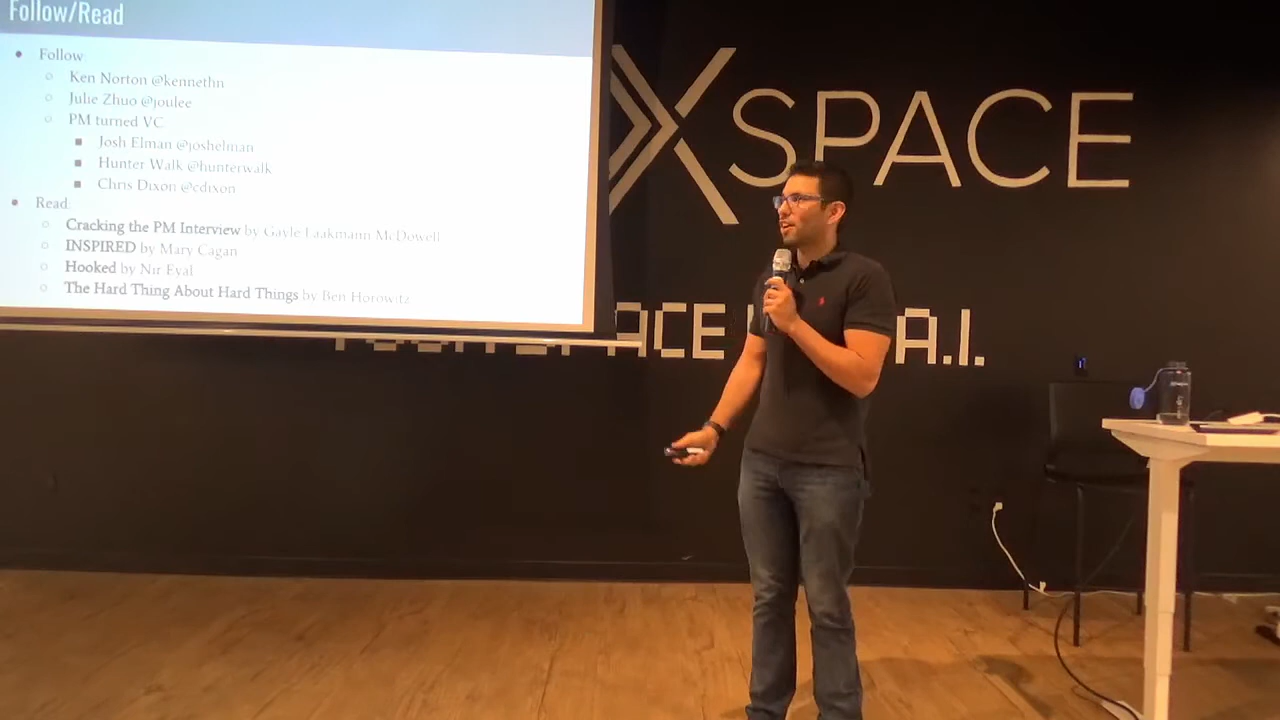 Follow/Read
Follow:
Ken Norton @kennethn
Julie Zhuo @joulee
PM turned VC
Josh Elman @joshelman
Hunter Walk @hunterwalk
Chris Dixon @cdixon
Read:
Cracking the PM Interview by Gayle Laakmann McDowell
INSPIRED by Mary Cagan
Hooked by Nir Eyal
The Hard Thing About Hard Things by Ben Horowitz
XSPACE
A.I.